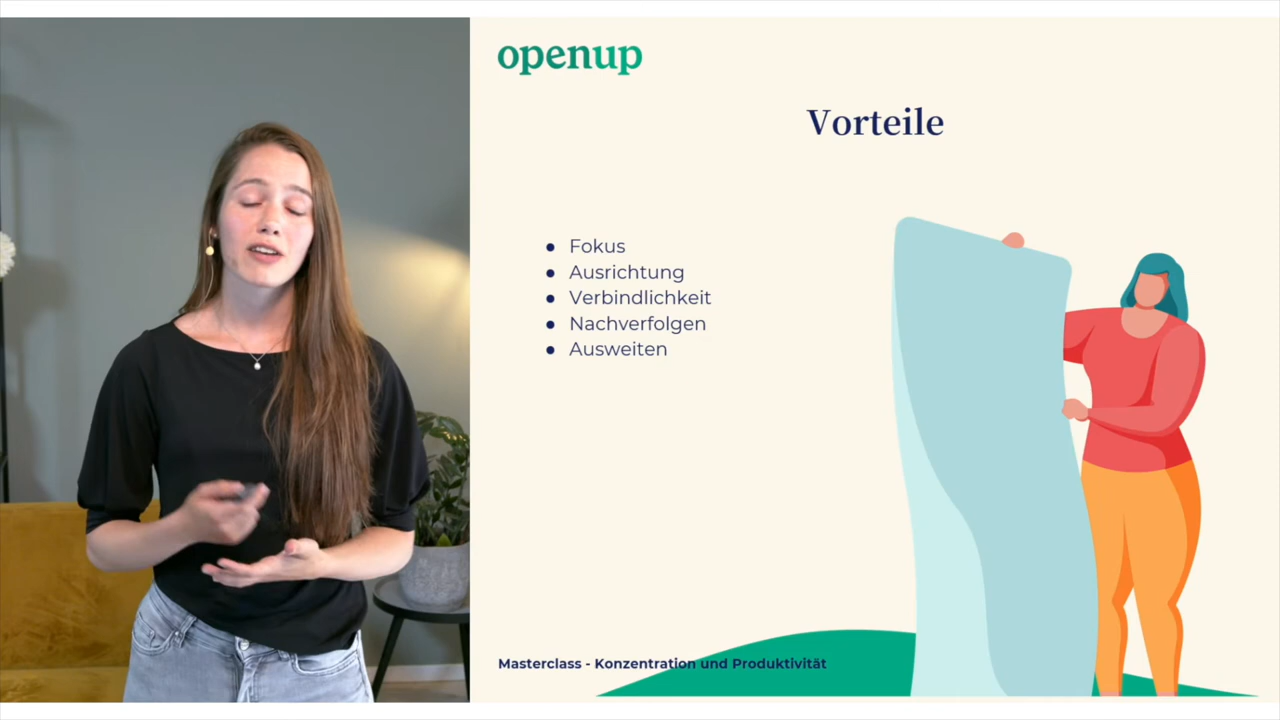 openup
Vorteile
Fokus
Ausrichtung
Verbindlichkeit
Nachverfolgen
Ausweiten
Masterclass - Konzentration und Produktivität